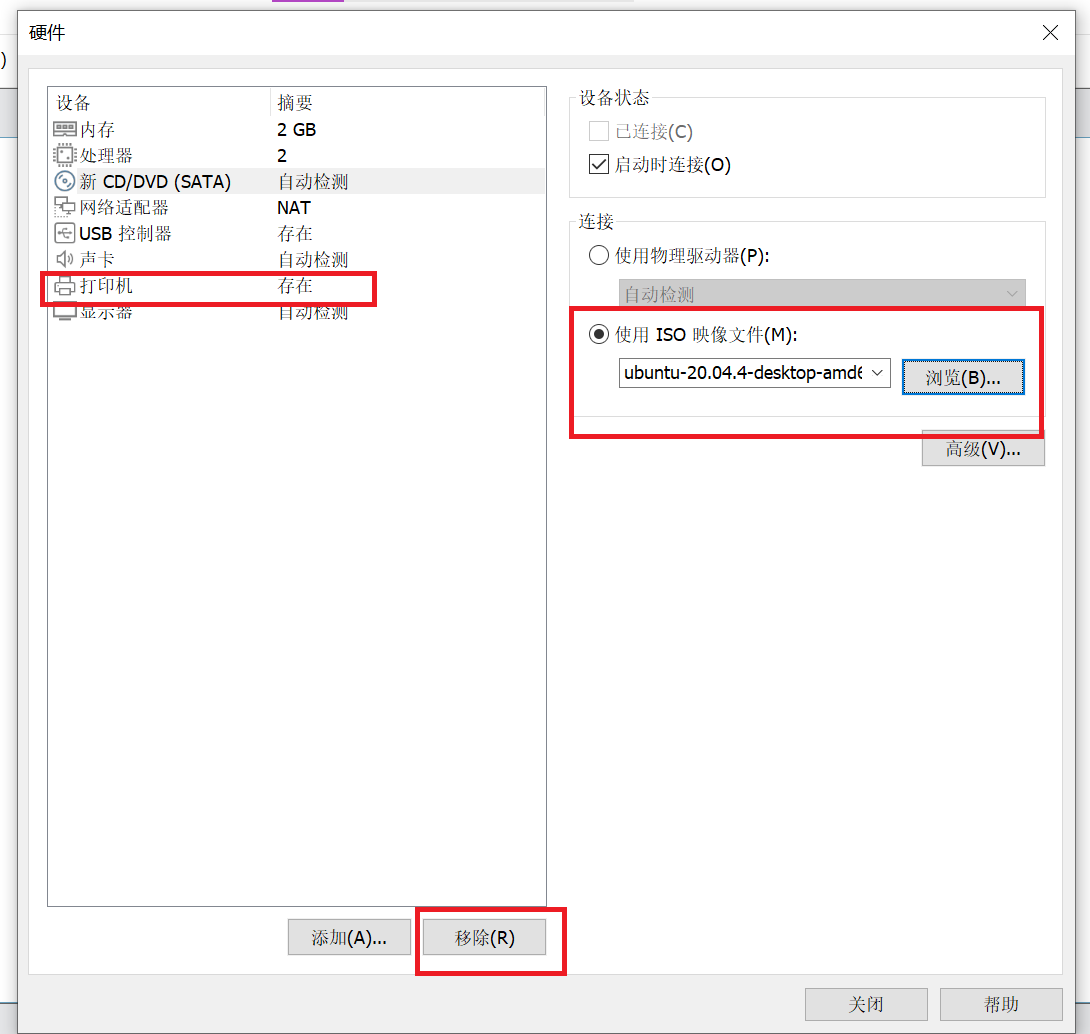 硬件
)
设备 摘要
内存 2 GB
处理器 2
新 CD/DVD (SATA) 自动检测
网络适配器 NAT
USB 控制器 存在
声卡 自动检测
打印机 存在
显示器 自动检测
添加(A)... 移除(R)
设备状态
已连接(C)
启动时连接(O)
连接
使用物理驱动器(P):
自动检测
使用 ISO 映像文件(M):
ubuntu-20.04.4-desktop-amd6 浏览(B)...
高级(V)...
关闭 帮助